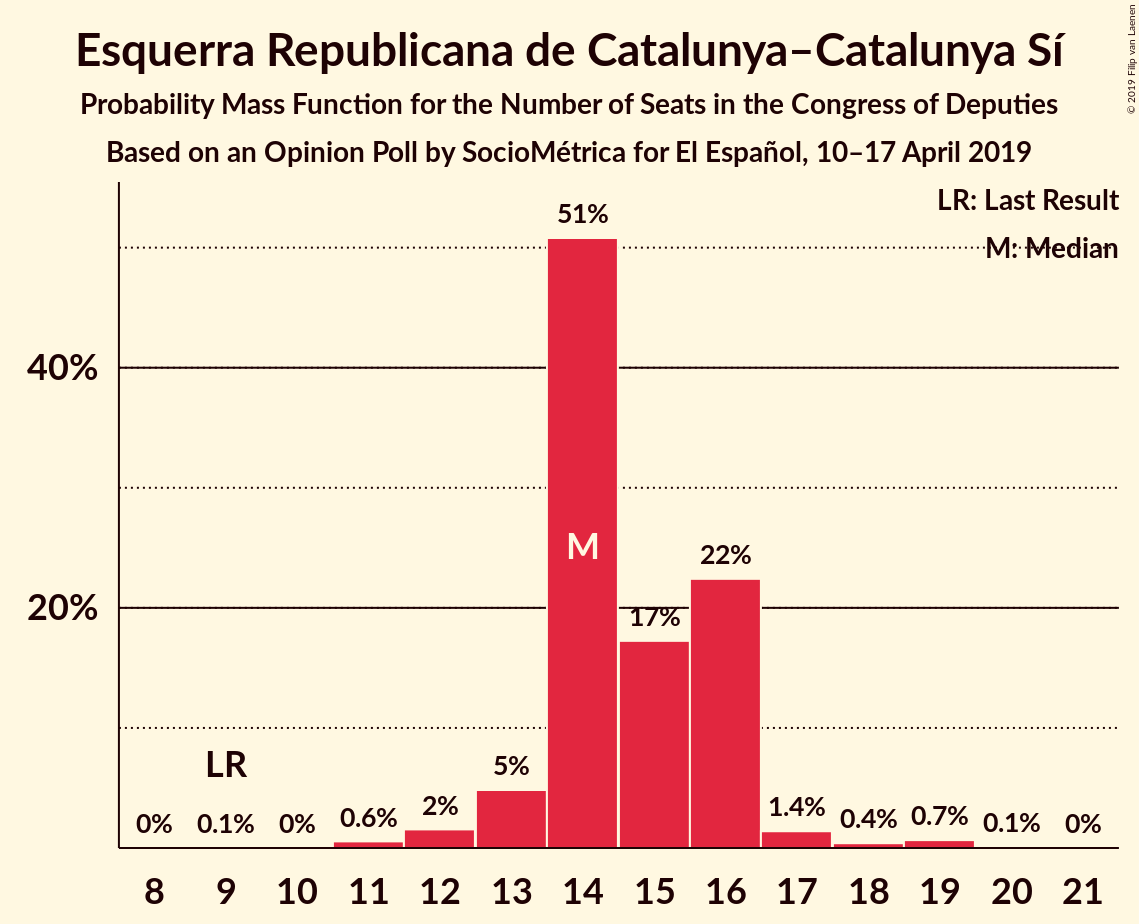 Esquerra Republicana de Catalunya–Catalunya Sí
Probability Mass Function for the Number of Seats in the Congress of Deputies
Based on an Opinion Poll by SocioMétrica for El Español, 10–17 April 2019
© 2019 Filip van Laenen
LR: Last Result
M: Median
40%
20%
0%
LR
0.1%
0%
0.6%
2%
5%
51%
M
17%
22%
1.4%
0.4%
0.7%
0.1%
0%
8 9 10 11 12 13 14 15 16 17 18 19 20 21